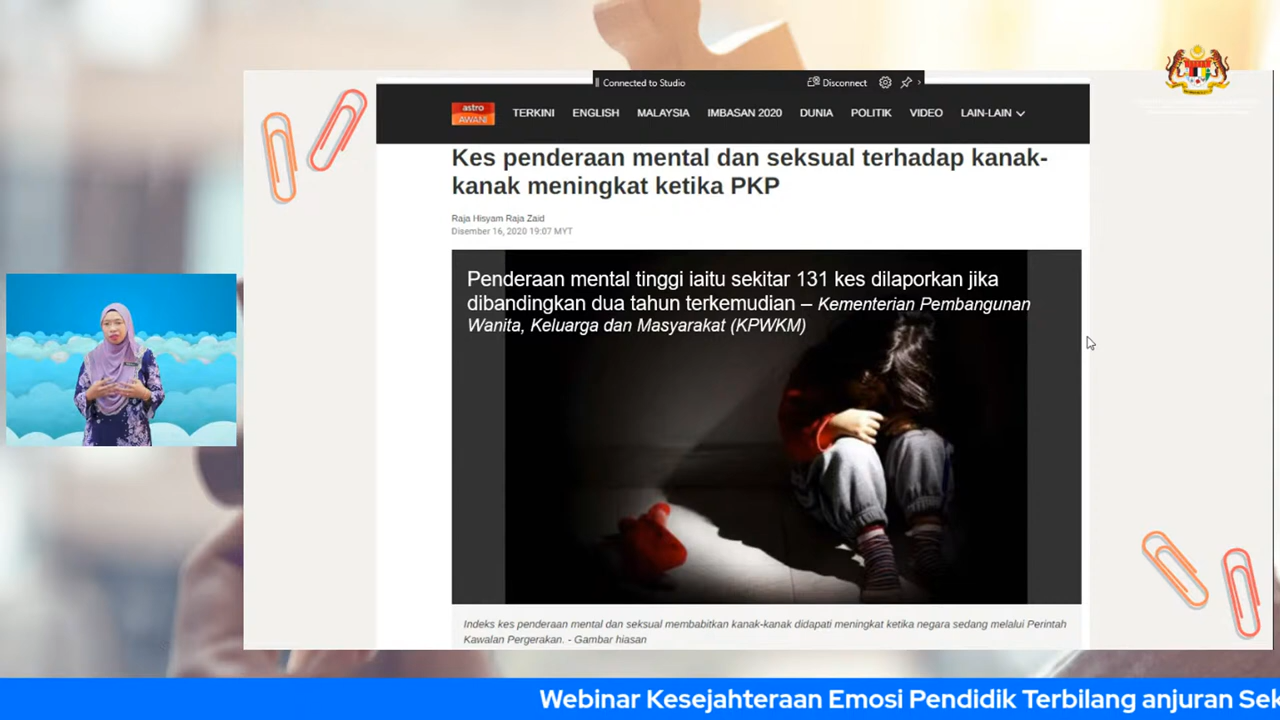 Connected to Studio
Disconnect
astro
AWANI
TERKINI ENGLISH MALAYSIA IMBASAN 2020 DUNIA POLITIK VIDEO LAIN-LAIN
Kes penderaan mental dan seksual terhadap kanak-
kanak meningkat ketika PKP
Raja Hisyam Raja Zaid
Disember 16, 2020 19:07 MYT
Penderaan mental tinggi iaitu sekitar 131 kes dilaporkan jika
dibandingkan dua tahun terkemudian – Kementerian Pembangunan
Wanita, Keluarga dan Masyarakat (KPWKM)
Indeks kes penderaan mental dan seksual membabitkan kanak-kanak didapati meningkat ketika negara sedang melalui Perintah
Kawalan Pergerakan. - Gambar hiasan
Webinar Kesejahteraan Emosi Pendidik Terbilang anjuran Sek